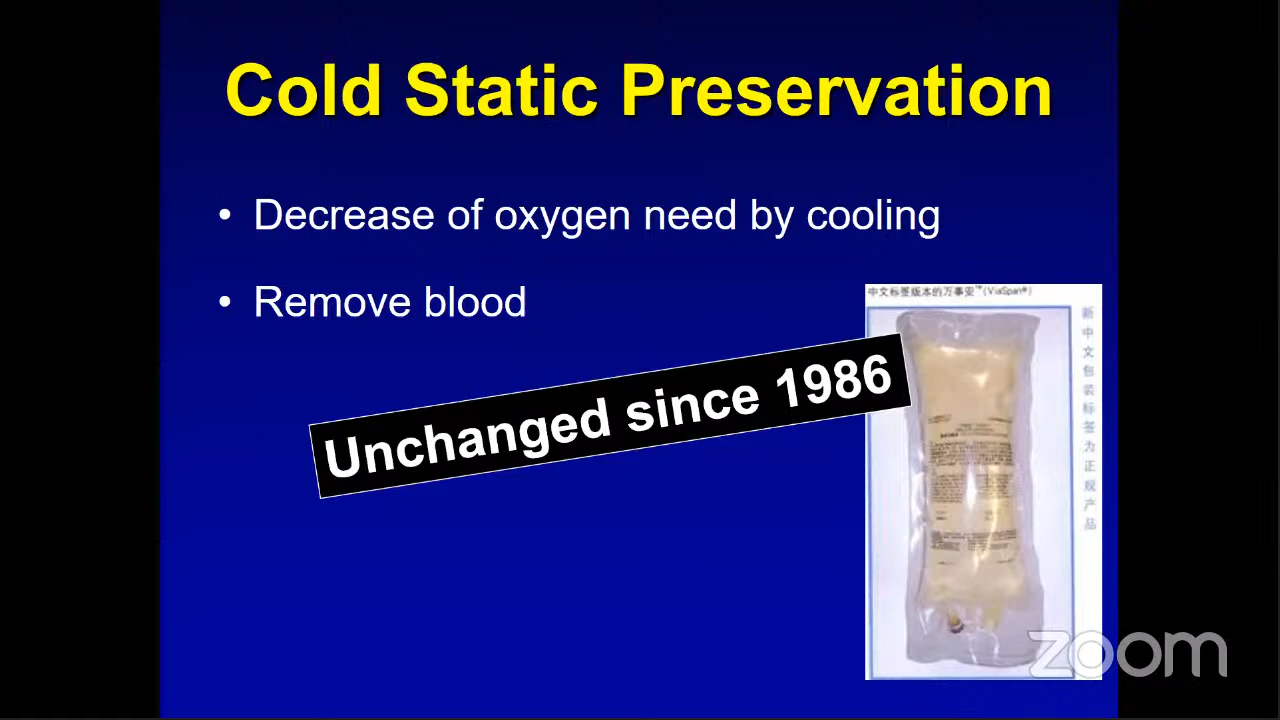 Cold Static Preservation
• Decrease of oxygen need by cooling
• Remove blood
Unchanged since 1986
中文标签版本的万事安™(ViaSpan®)
新中文包装标签为正规产品
zoom